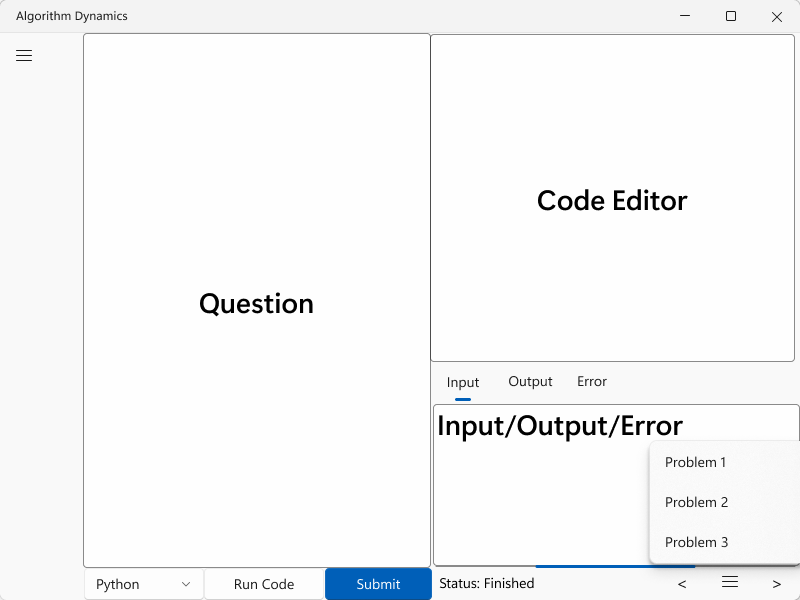 Algorithm Dynamics
Question
Code Editor
Input Output Error
Input/Output/Error
Problem 1
Problem 2
Problem 3
Python Run Code Submit Status: Finished < >